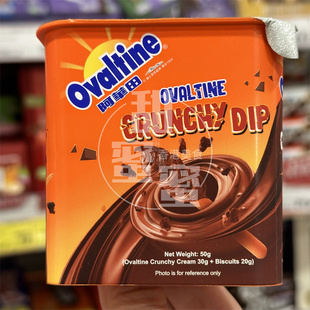 Ovaltine
阿華田
OVALTINE
CRUNCHY DIP
Net Weight: 50g
(Ovaltine Crunchy Cream 30g + Biscuits 20g)
Photo is for reference only